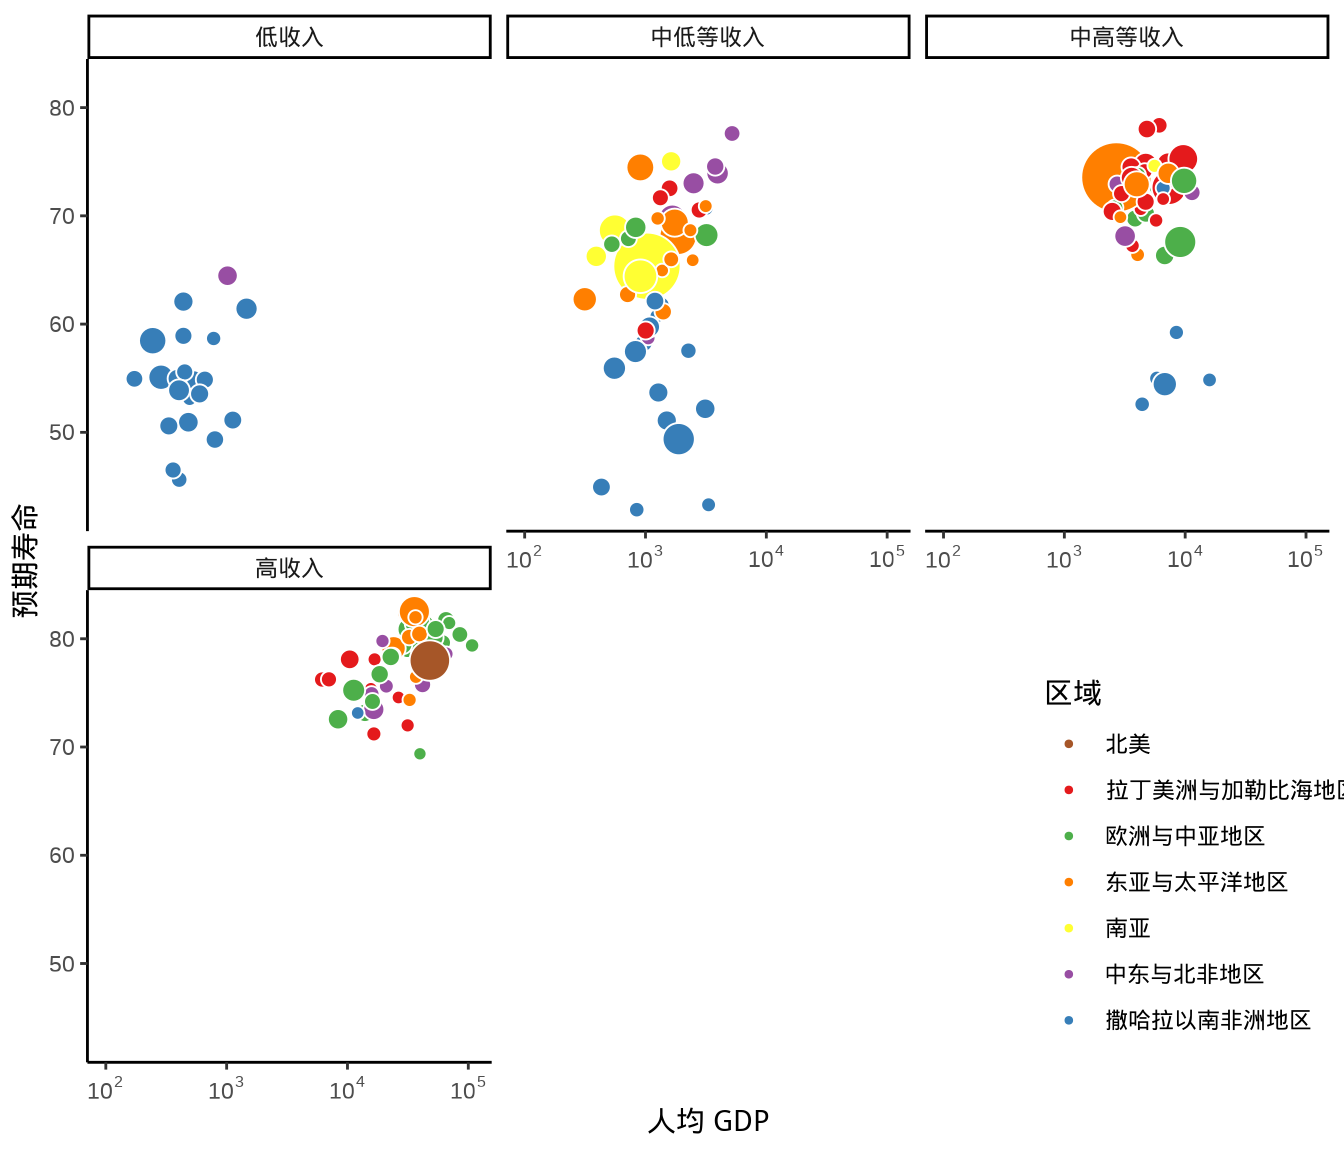 低收入
中低等收入
中高等收入
80
70
60
50
10² 10³ 10⁴ 10⁵
10² 10³ 10⁴ 10⁵
高收入
80
70
60
50
10² 10³ 10⁴ 10⁵
预期寿命
人均 GDP
区域
北美
拉丁美洲与加勒比海地区
欧洲与中亚地区
东亚与太平洋地区
南亚
中东与北非地区
撒哈拉以南非洲地区